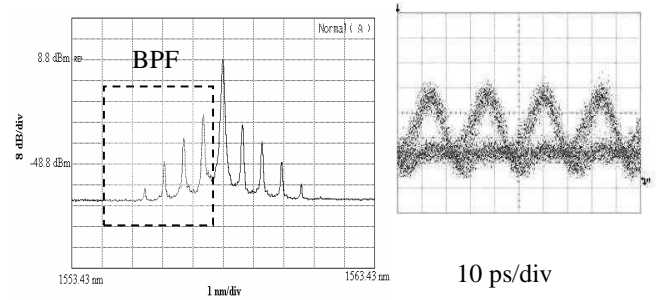 Normal ( A )
8.8 dBm REF
BPF
8 dB/div
-48.8 dBm
1553.43 nm
1563.43 nm
1 nm/div
10 ps/div